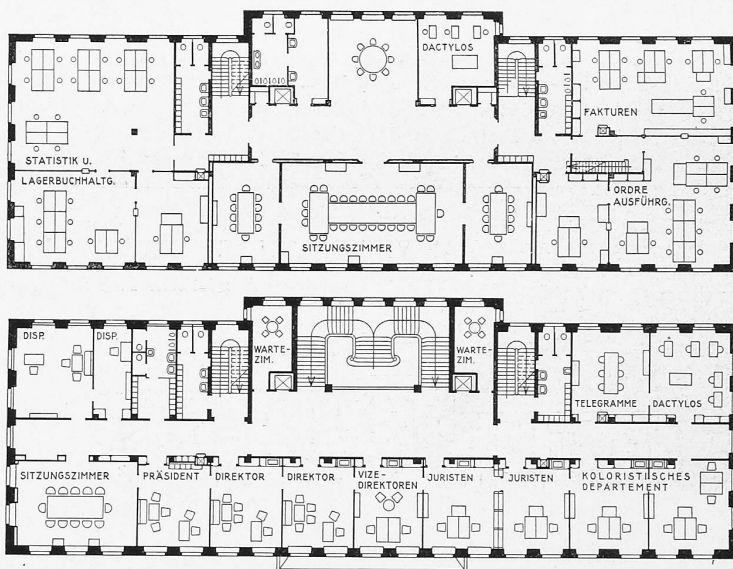 DACTYLOS
FAKTUREN
STATISTIK U.
LAGERBUCHHALTG.
SITZUNGSZIMMER
ORDRE
AUSFÜHRG.
DISP.
DISP.
WARTE-
ZIM.
WARTE-
ZIM.
TELEGRAMME
DACTYLOS
SITZUNGSZIMMER
PRÄSIDENT
DIREKTOR
DIREKTOR
VIZE-
DIREKTOREN
JURISTEN
JURISTEN
KOLORISTISCHES
DEPARTEMENT